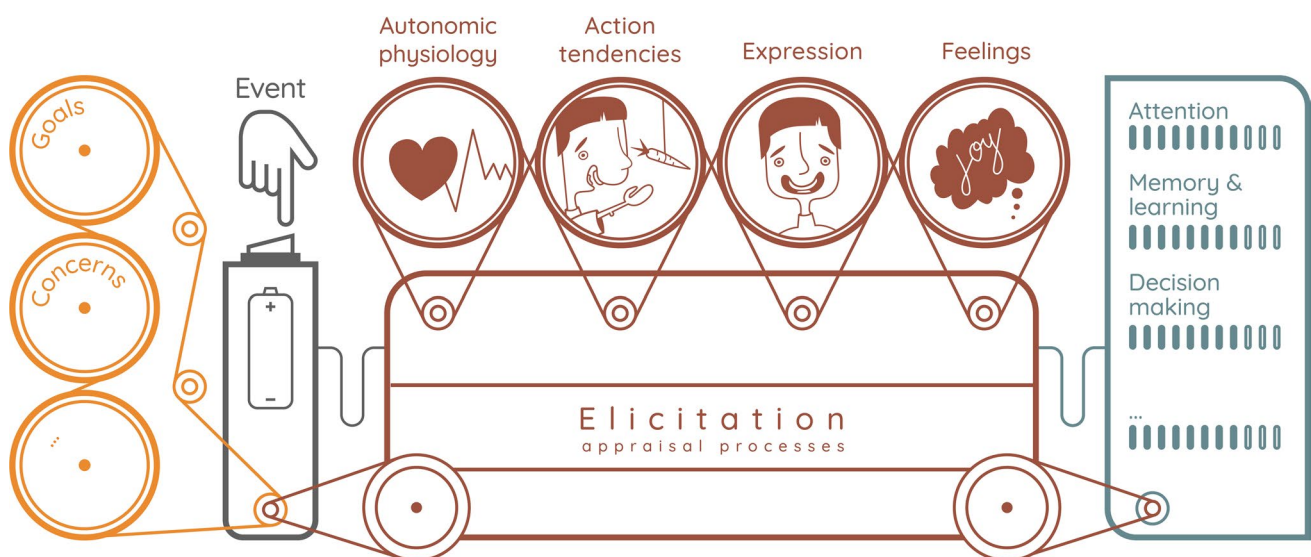 Autonomic
physiology
Action
tendencies
Expression
Feelings
Event
Goals
Concerns
...
+
-
joy
Attention
Memory &
learning
Decision
making
...
Elicitation
appraisal processes